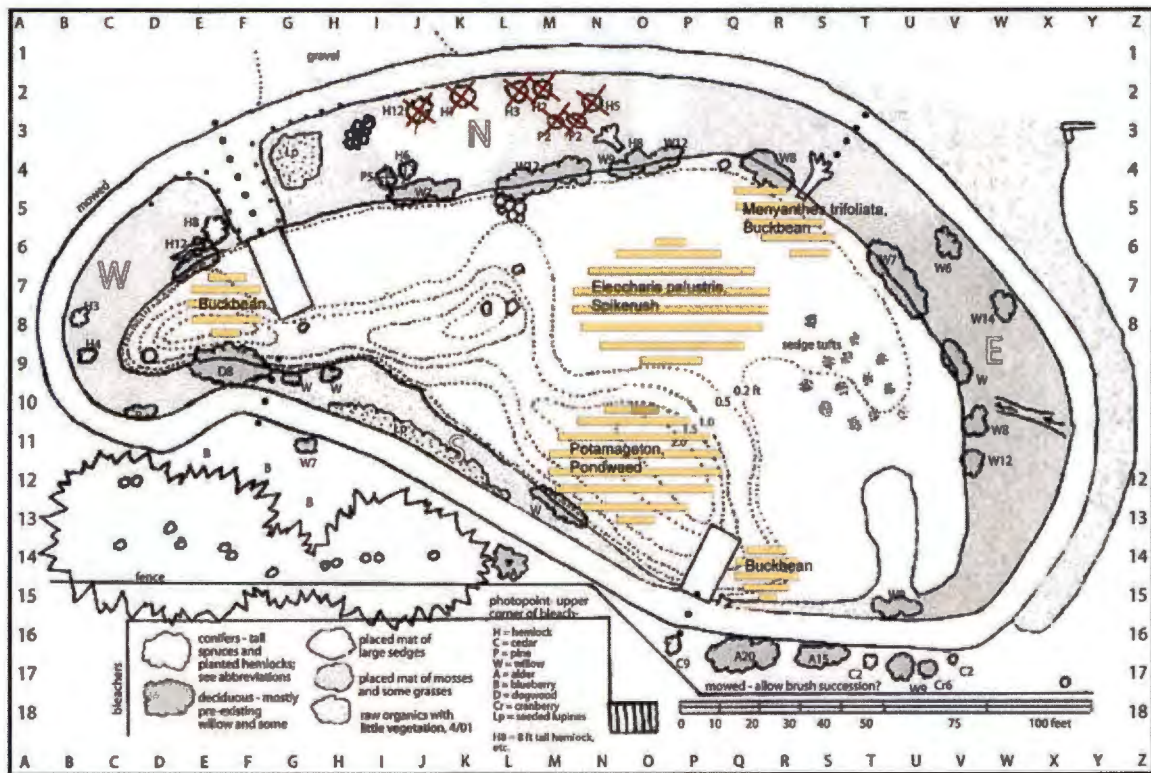 A B C D E F G H I J K L M N O P Q R S T U V W X Y Z
1 1
gravel
2 2
H12 H3 H2 H5
N
P2 P2
3 3
Lp
H8 W12
W9
H6
W12
W8
4 4
P5
W2
mowed
5 5
H8
Menyanthes trifoliata,
Buckbean
H12
6 6
W7
W6
W
7 7
Buckbean
Eleocharis palustris,
Spikerush
H3
W14
8 8
sedge tufts
E
H4
9 9
D8
W W
W
0.5 0.2 ft
10 10
1.0
1.5
2.0
W8
LP
S
11 11
B B
W7
Potamageton,
Pondweed
W12
12 12
B
W
13 13
14 14
Buckbean
fence
A
15 15
photopoint - upper
corner of bleach-
16 16
bleachers
conifers - tall
spruces and
planted hemlocks;
see abbreviations
placed mat of
large sedges
H = hemlock
C = cedar
P = pine
W = willow
A = alder
B = blueberry
D = dogwood
Cr = cranberry
Lp = seeded lupines
H8 = 8 ft tall hemlock,
etc.
C9 A20 A15 C2 W9 Cr6 C2
17 17
placed mat of mosses
and some grasses
deciduous - mostly
pre-existing
willow and some
mowed - allow brush succession?
18 18
raw organics with
little vegetation, 4/01
0 10 20 30 40 50 75 100 feet
A B C D E F G H I J K L M N O P Q R S T U V W X Y Z